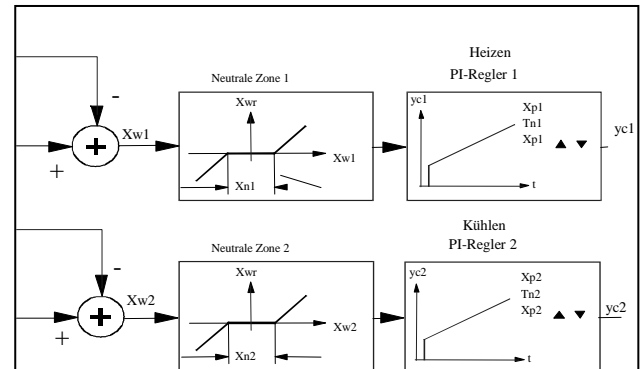 Heizen
PI-Regler 1
Neutrale Zone 1
-
+
+
Xw1
Xwr
Xw1
Xn1
yc1
Xp1
Tn1
Xp1
t
yc1
Kühlen
PI-Regler 2
Neutrale Zone 2
-
+
+
Xw2
Xwr
Xw2
Xn2
yc2
Xp2
Tn2
Xp2
t
yc2